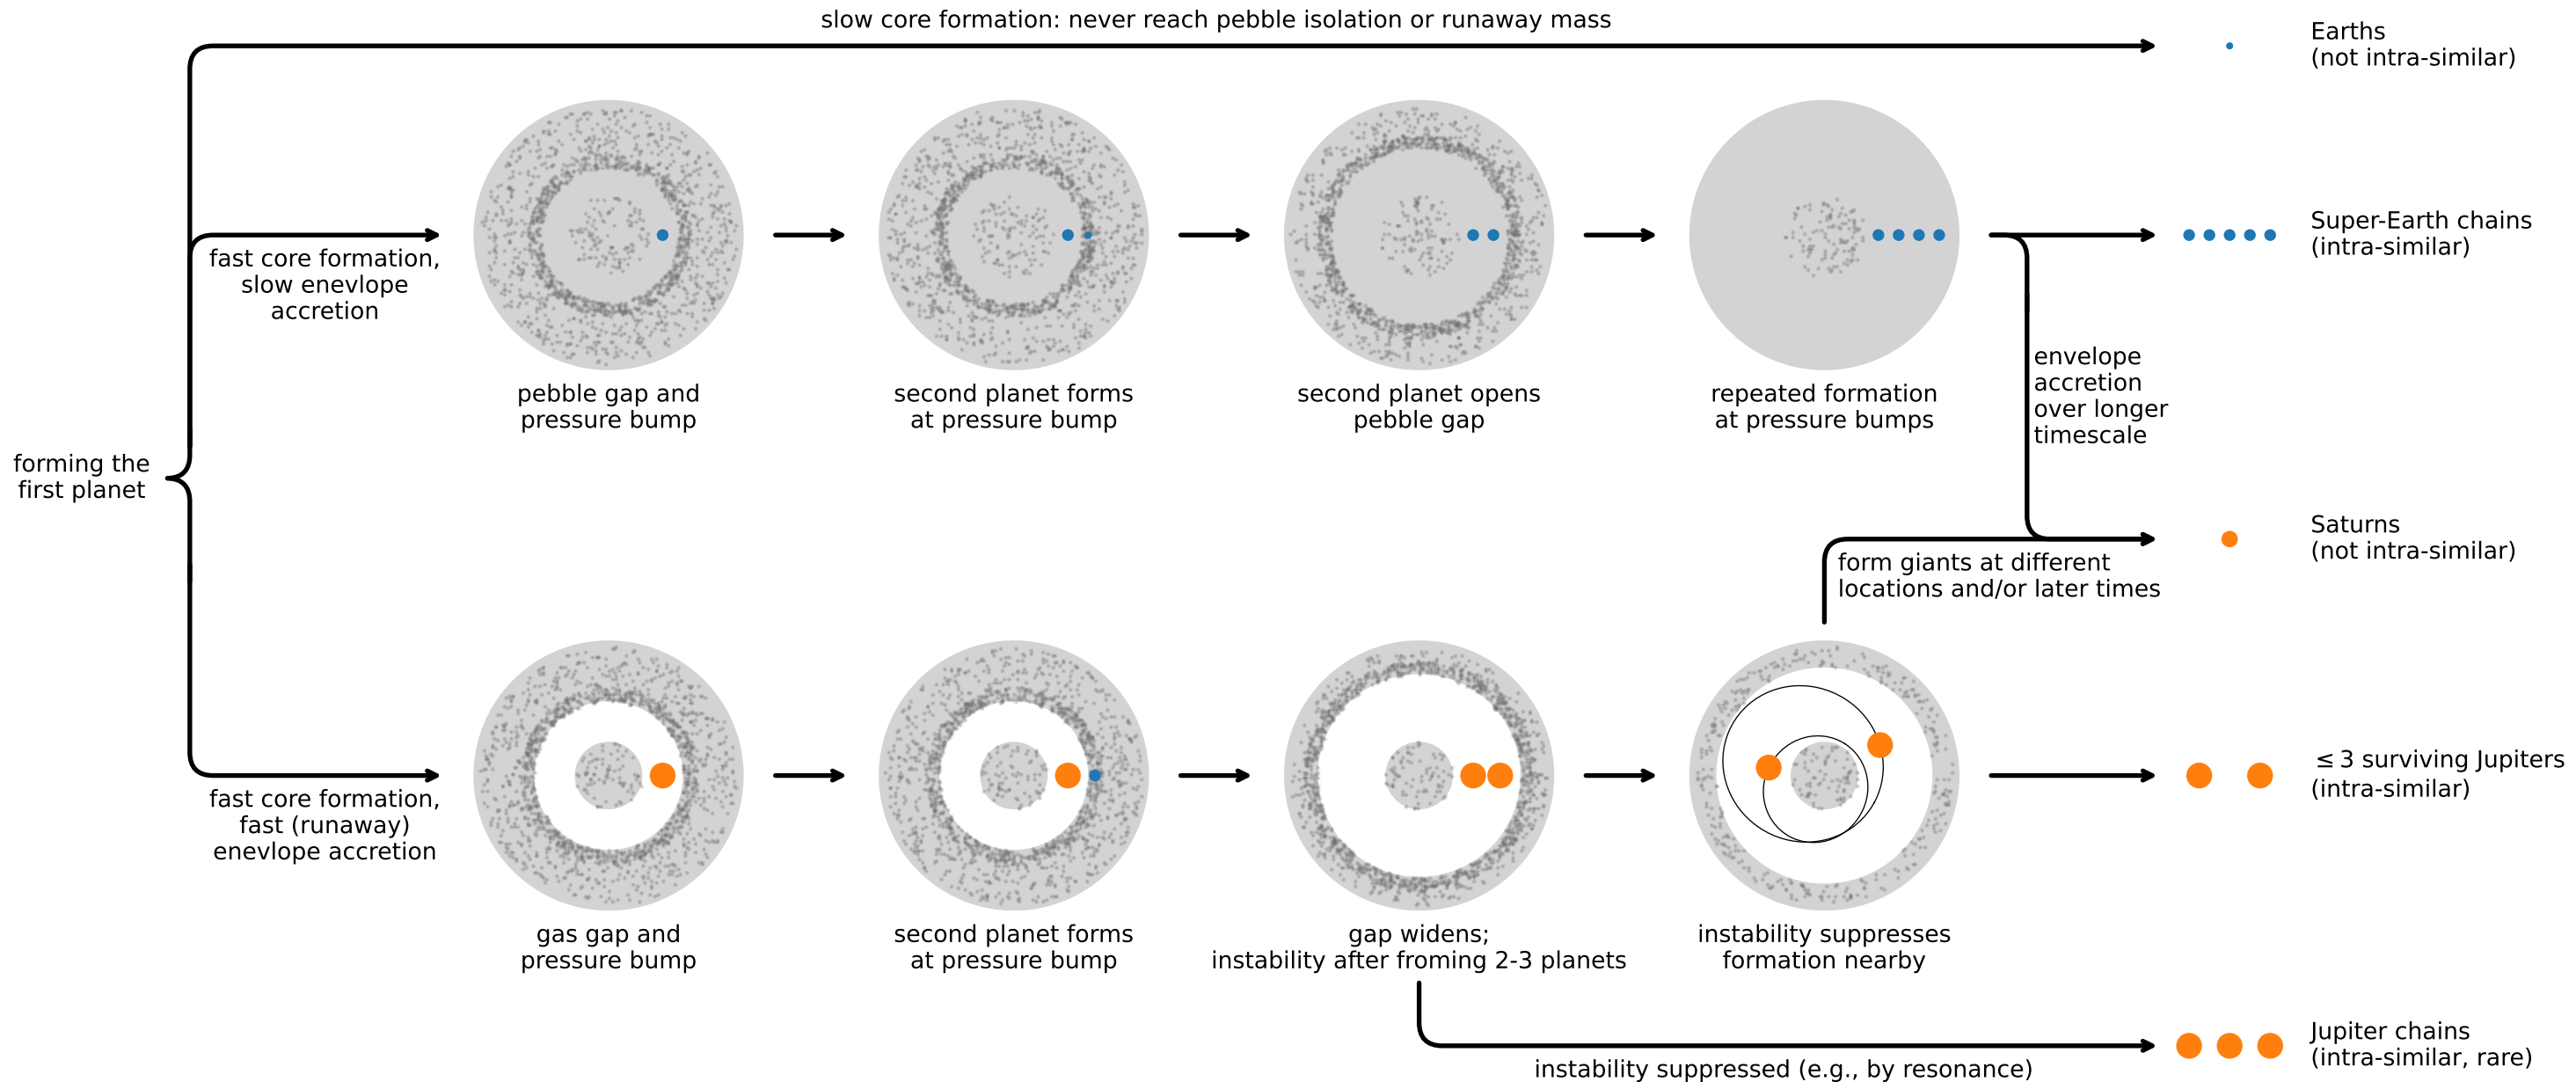 slow core formation: never reach pebble isolation or runaway mass
Earths
(not intra-similar)
fast core formation,
slow enevlope
accretion
pebble gap and
pressure bump
second planet forms
at pressure bump
second planet opens
pebble gap
repeated formation
at pressure bumps
Super-Earth chains
(intra-similar)
envelope
accretion
over longer
timescale
forming the
first planet
Saturns
(not intra-similar)
form giants at different
locations and/or later times
fast core formation,
fast (runaway)
enevlope accretion
gas gap and
pressure bump
second planet forms
at pressure bump
gap widens;
instability after froming 2-3 planets
instability suppresses
formation nearby
≤ 3 surviving Jupiters
(intra-similar)
instability suppressed (e.g., by resonance)
Jupiter chains
(intra-similar, rare)